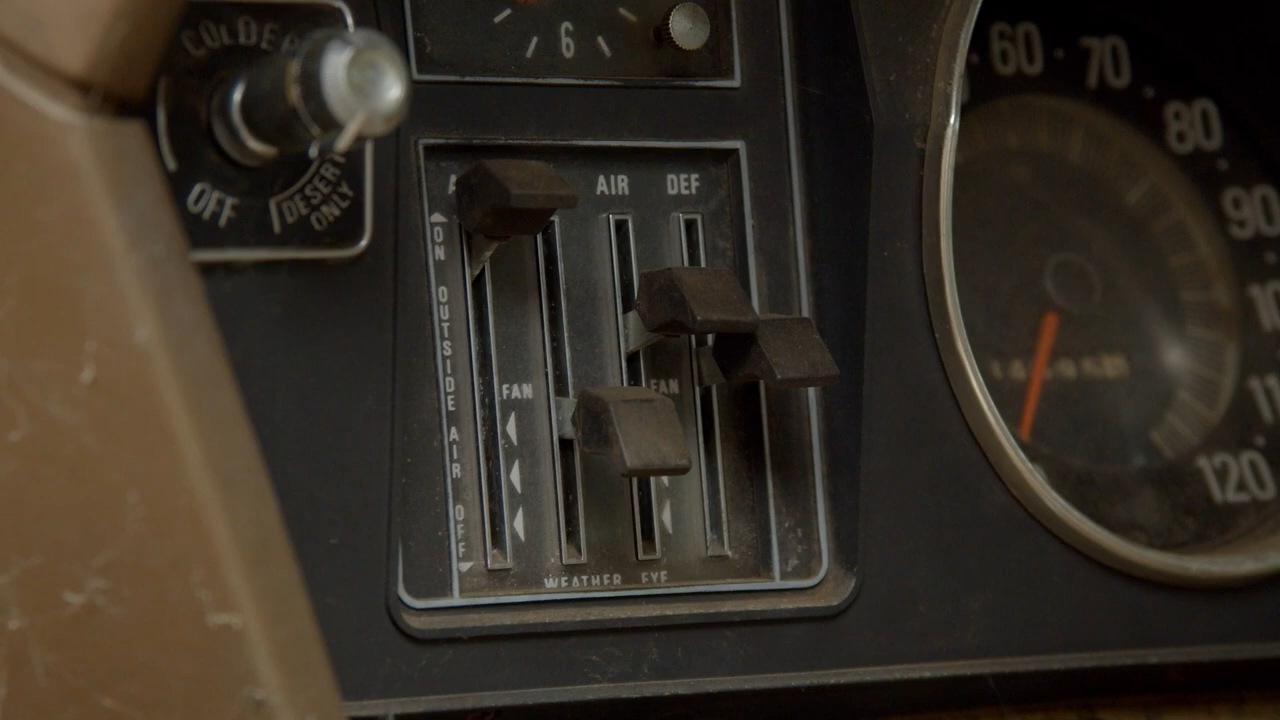 COLDER
OFF
DESERT
ONLY
6
AIR DEF
ON OUTSIDE AIR OFF
FAN
FAN
WEATHER EYE
60
70
80
90
120